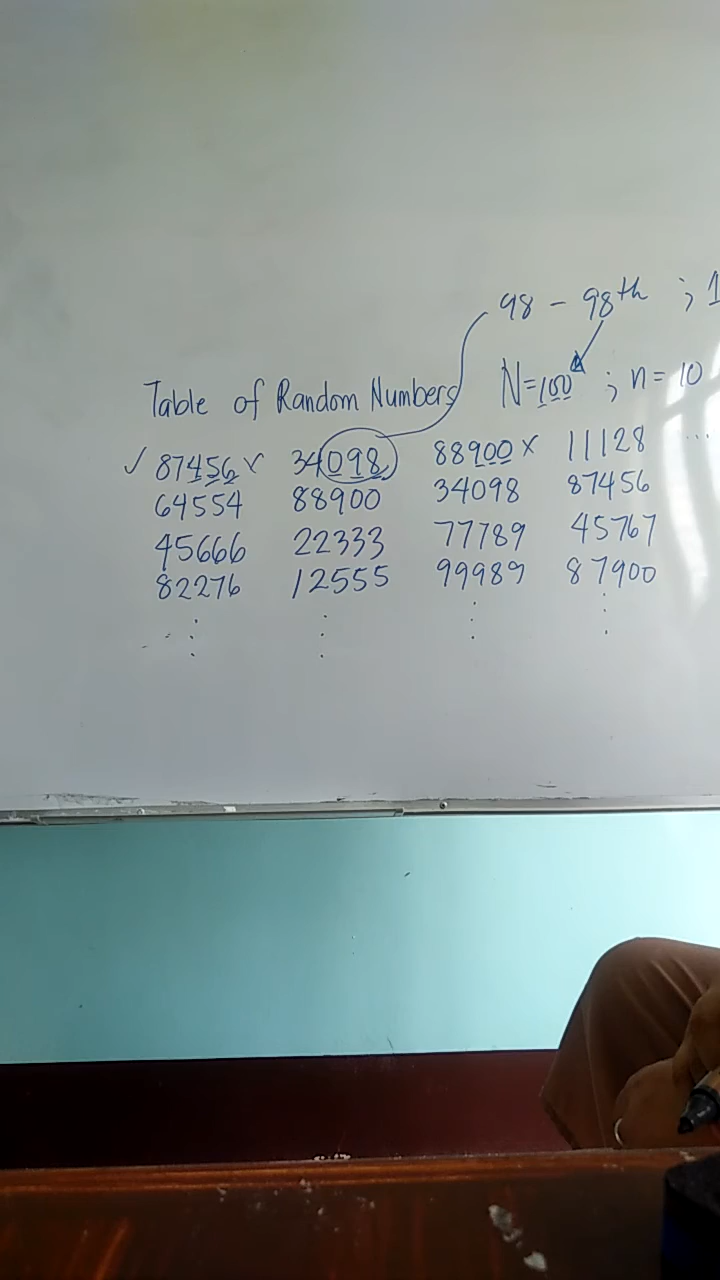 98 - 98th ; 1
Table of Random Numbers N=100 ; n=10
✓ 87456 ✓ 34098 88900 x 11128 ...
64554 88900 34098 87456
45666 22333 77789 45767
82276 12555 99989 87900